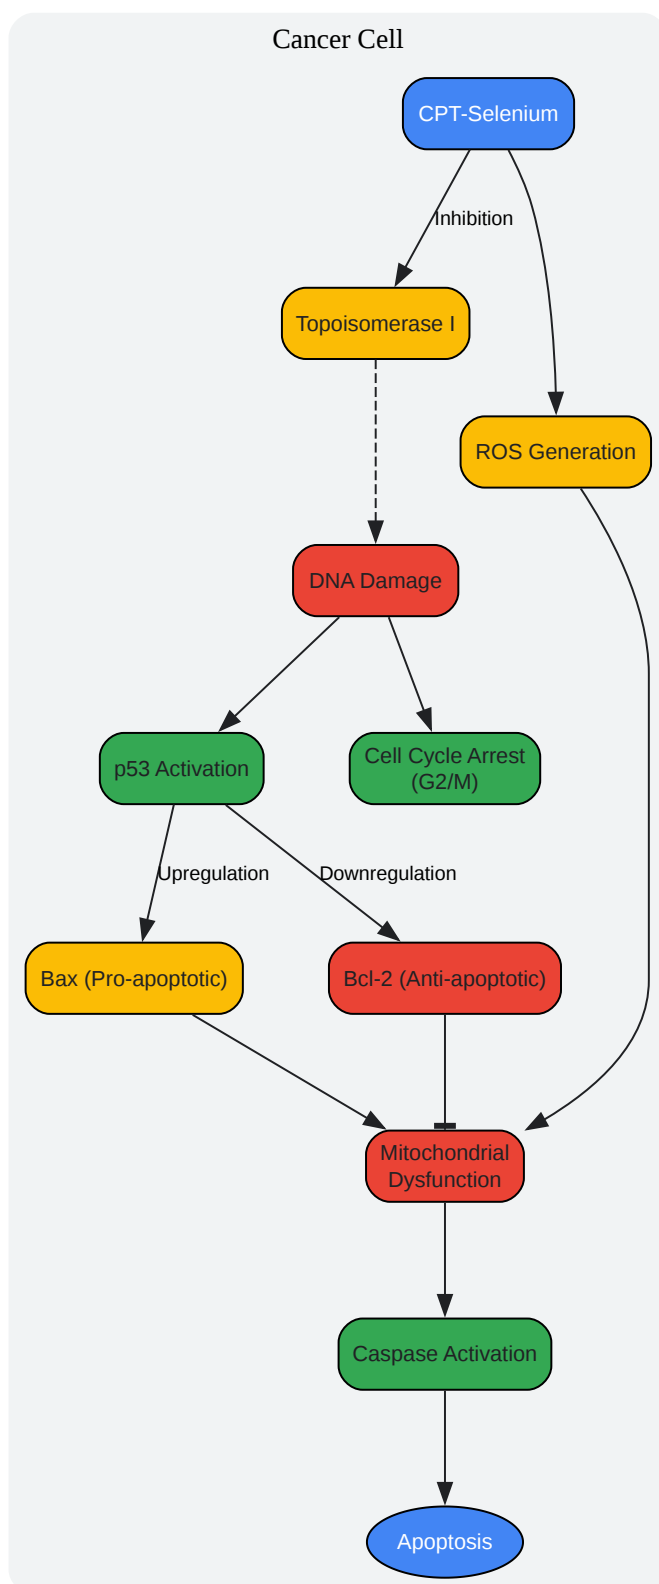 Cancer Cell
CPT-Selenium
Inhibition
Topoisomerase I
ROS Generation
DNA Damage
p53 Activation
Cell Cycle Arrest
(G2/M)
Upregulation
Downregulation
Bax (Pro-apoptotic)
Bcl-2 (Anti-apoptotic)
Mitochondrial
Dysfunction
Caspase Activation
Apoptosis